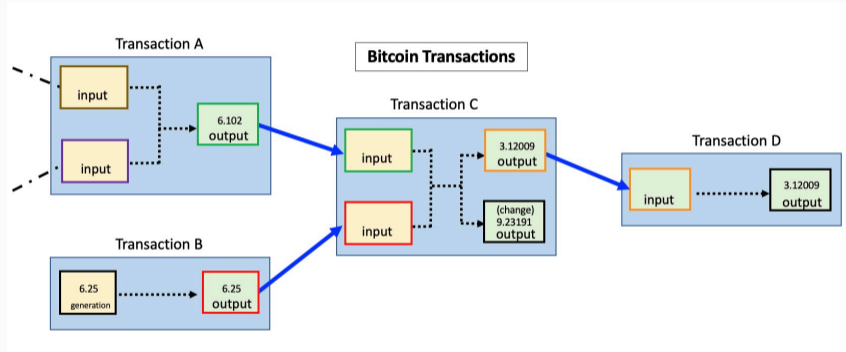 Bitcoin Transactions
Transaction A
input
input
6.102
output
Transaction B
6.25
generation
6.25
output
Transaction C
input
input
3.12009
output
(change)
9.23191
output
Transaction D
input
3.12009
output